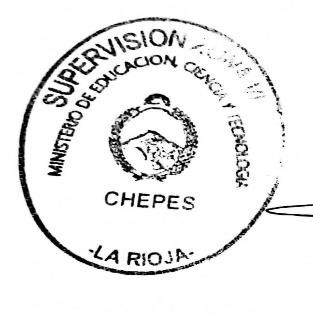 SUPERVISION
MINISTERIO DE EDUCACION, CIENCIA Y TECNOLOGIA
CHEPES
-LA RIOJA-